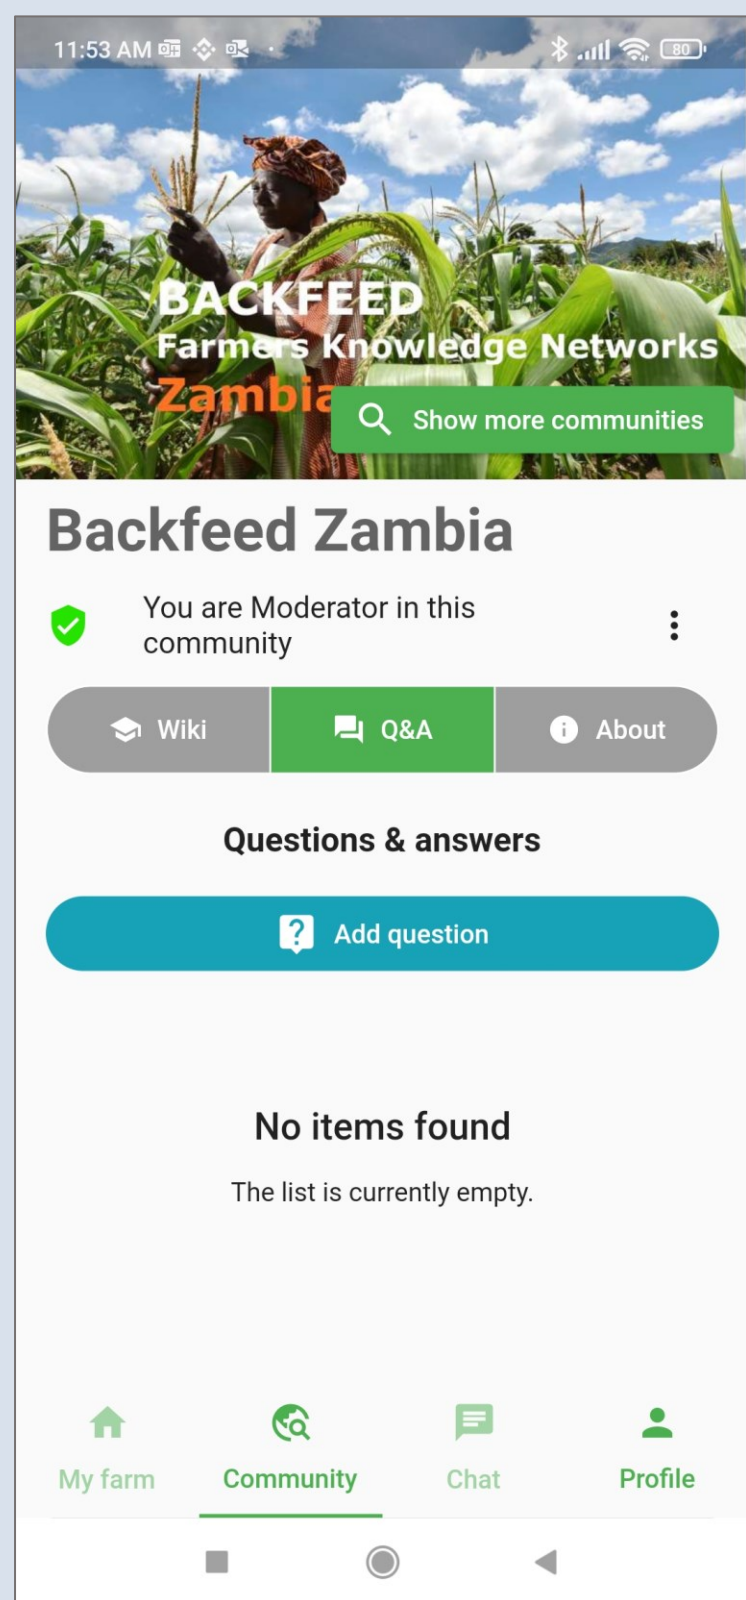 11:53 AM
80
BACKFEED
Farmers Knowledge Networks
Zambia
Show more communities
Backfeed Zambia
You are Moderator in this
community
Wiki
Q&A
About
Questions & answers
Add question
No items found
The list is currently empty.
My farm
Community
Chat
Profile